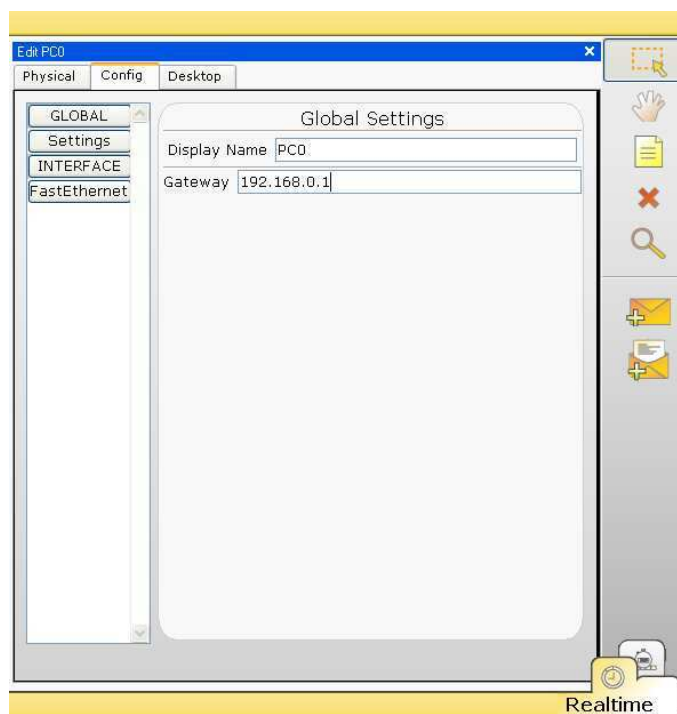 Edit PC0
Physical Config Desktop
GLOBAL
Settings
INTERFACE
FastEthernet
Global Settings
Display Name PC0
Gateway 192.168.0.1
Realtime